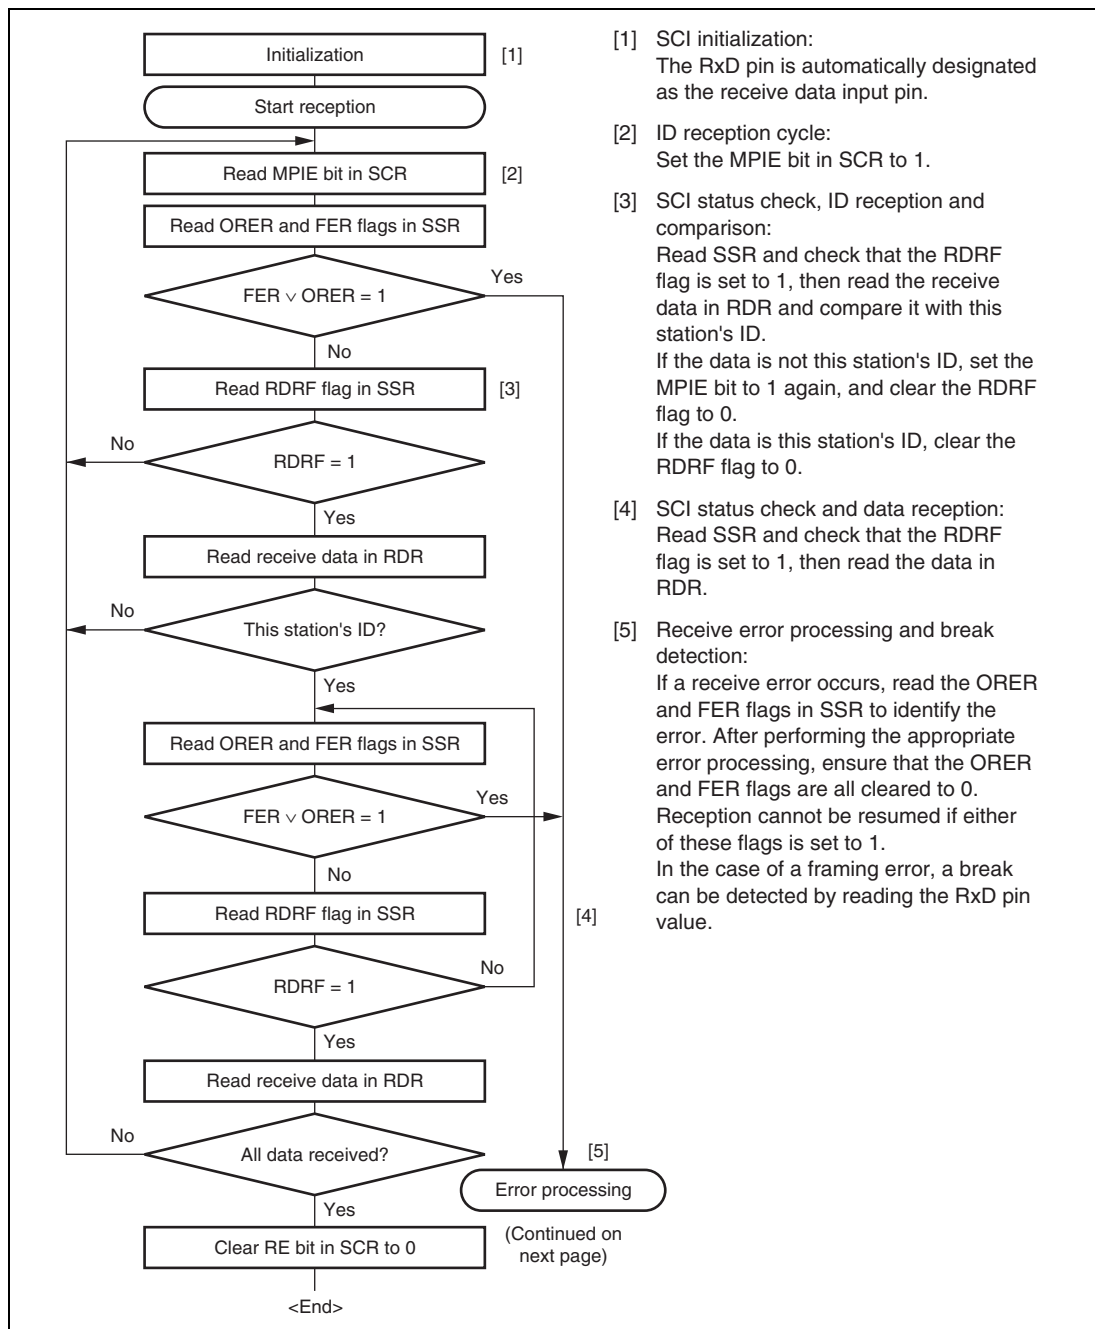 Initialization [1]
Start reception
Read MPIE bit in SCR [2]
Read ORER and FER flags in SSR
FER ∨ ORER = 1
Yes
No
Read RDRF flag in SSR [3]
No
RDRF = 1
Yes
Read receive data in RDR
No
This station's ID?
Yes
Read ORER and FER flags in SSR
FER ∨ ORER = 1
Yes
No
Read RDRF flag in SSR
[4]
RDRF = 1
No
Yes
Read receive data in RDR
No
All data received?
[5]
Error processing
Yes
(Continued on
next page)
Clear RE bit in SCR to 0
<End>
[1] SCI initialization:
The RxD pin is automatically designated
as the receive data input pin.
[2] ID reception cycle:
Set the MPIE bit in SCR to 1.
[3] SCI status check, ID reception and
comparison:
Read SSR and check that the RDRF
flag is set to 1, then read the receive
data in RDR and compare it with this
station's ID.
If the data is not this station's ID, set the
MPIE bit to 1 again, and clear the RDRF
flag to 0.
If the data is this station's ID, clear the
RDRF flag to 0.
[4] SCI status check and data reception:
Read SSR and check that the RDRF
flag is set to 1, then read the data in
RDR.
[5] Receive error processing and break
detection:
If a receive error occurs, read the ORER
and FER flags in SSR to identify the
error. After performing the appropriate
error processing, ensure that the ORER
and FER flags are all cleared to 0.
Reception cannot be resumed if either
of these flags is set to 1.
In the case of a framing error, a break
can be detected by reading the RxD pin
value.